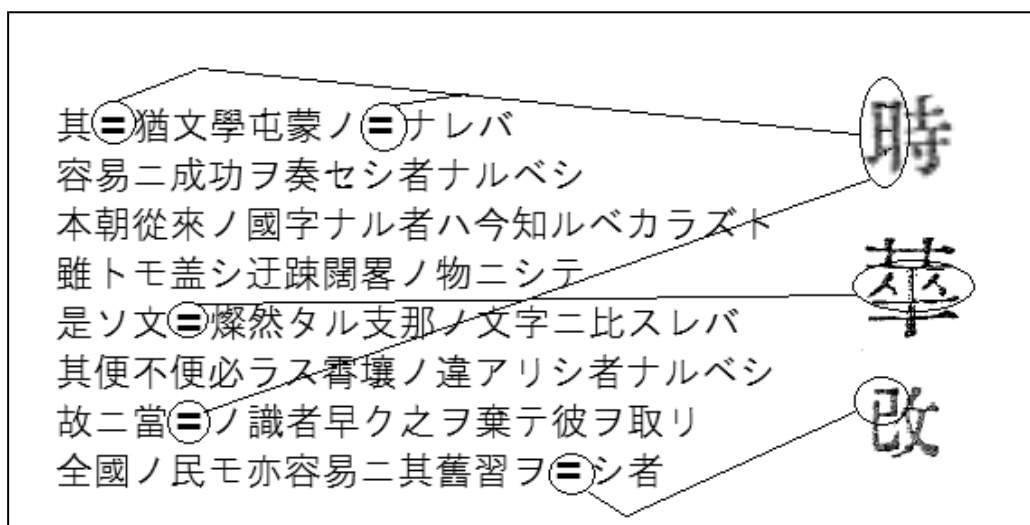 其〓猶文學屯蒙ノ〓ナレバ
容易ニ成功ヲ奏セシ者ナルベシ
本朝從來ノ國字ナル者ハ今知ルベカラズト
雖トモ盖シ迂踈闊畧ノ物ニシテ
是ソ文〓燦然タル支那ノ文字ニ比スレバ
其便不便必ラス霄壤ノ違アリシ者ナルベシ
故ニ當〓ノ識者早ク之ヲ棄テ彼ヲ取リ
全國ノ民モ亦容易ニ其舊習ヲ〓シ者
時
華
改